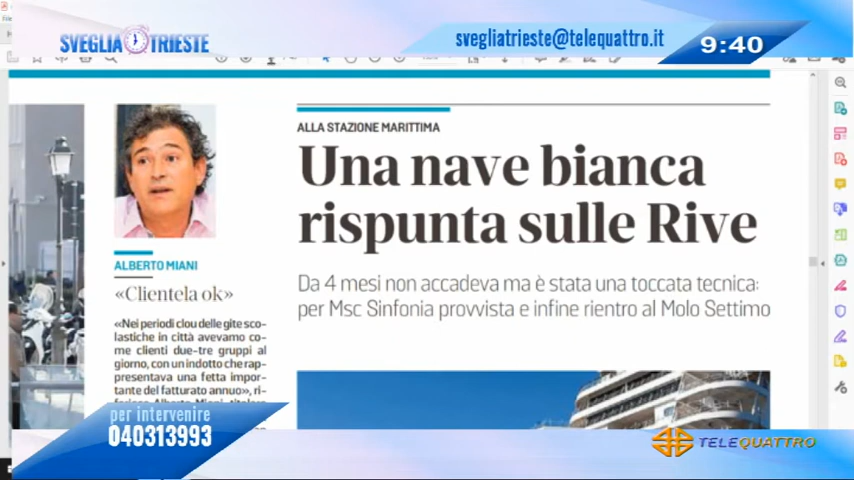 SVEGLIA TRIESTE
svegliatrieste@telequattro.it
9:40
ALLA STAZIONE MARITTIMA
Una nave bianca
rispunta sulle Rive
Da 4 mesi non accadeva ma è stata una toccata tecnica:
per Msc Sinfonia provvista e infine rientro al Molo Settimo
ALBERTO MIANI
«Clientela ok»
«Nei periodi clou delle gite sco-
lastiche in città avevamo co-
me clienti due-tre gruppi al
giorno, con un indotto che rap-
presentava una fetta impor-
tante del fatturato annuo», ri-
per intervenire
040313993
TELEQUATTRO